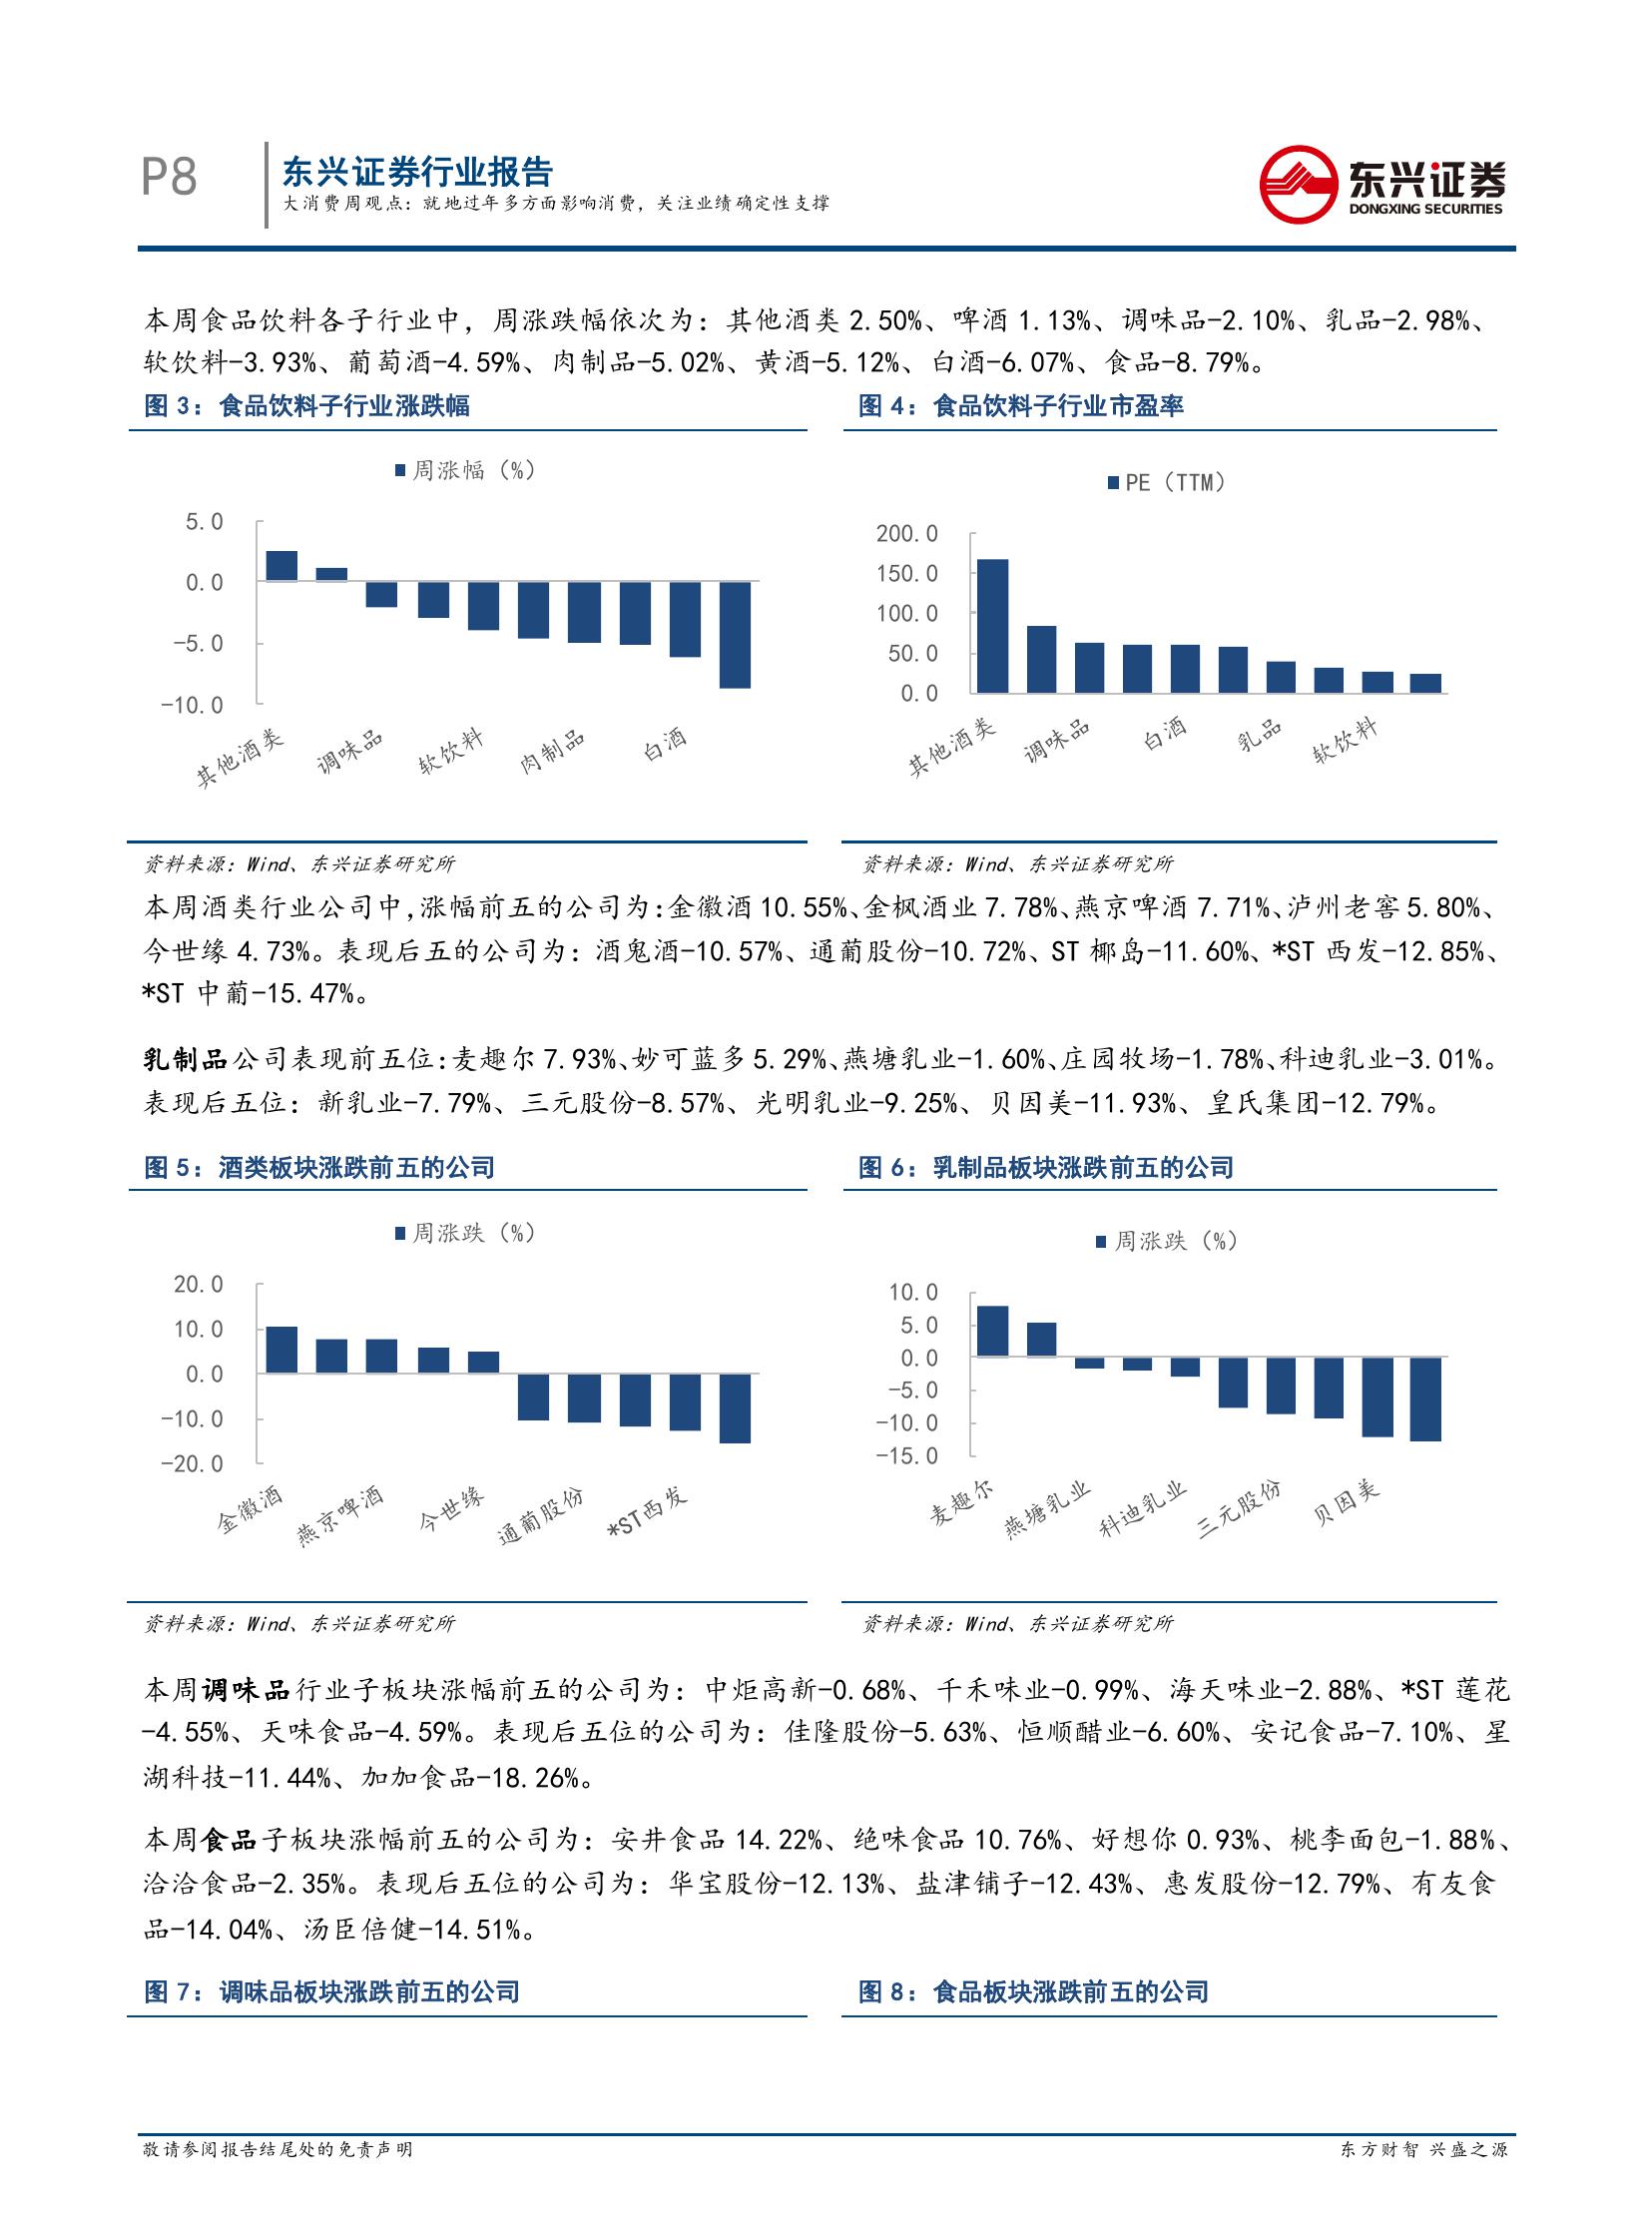 P8
东兴证券行业报告
大消费周观点：就地过年多方面影响消费，关注业绩确定性支撑
东兴证券
DONGXING SECURITIES
本周食品饮料各子行业中，周涨跌幅依次为：其他酒类 2.50%、啤酒 1.13%、调味品-2.10%、乳品-2.98%、
软饮料-3.93%、葡萄酒-4.59%、肉制品-5.02%、黄酒-5.12%、白酒-6.07%、食品-8.79%。
图 3：食品饮料子行业涨跌幅
周涨幅（%）
5.0
0.0
-5.0
-10.0
其他酒类
调味品
软饮料
肉制品
白酒
资料来源：Wind、东兴证券研究所
图 4：食品饮料子行业市盈率
PE（TTM）
200.0
150.0
100.0
50.0
0.0
其他酒类
调味品
白酒
乳品
软饮料
资料来源：Wind、东兴证券研究所
本周酒类行业公司中，涨幅前五的公司为：金徽酒 10.55%、金枫酒业 7.78%、燕京啤酒 7.71%、泸州老窖 5.80%、
今世缘 4.73%。表现后五的公司为：酒鬼酒-10.57%、通葡股份-10.72%、ST 椰岛-11.60%、*ST 西发-12.85%、
*ST 中葡-15.47%。
乳制品公司表现前五位：麦趣尔 7.93%、妙可蓝多 5.29%、燕塘乳业-1.60%、庄园牧场-1.78%、科迪乳业-3.01%。
表现后五位：新乳业-7.79%、三元股份-8.57%、光明乳业-9.25%、贝因美-11.93%、皇氏集团-12.79%。
图 5：酒类板块涨跌前五的公司
周涨跌（%）
20.0
10.0
0.0
-10.0
-20.0
金徽酒
燕京啤酒
今世缘
通葡股份
*ST西发
资料来源：Wind、东兴证券研究所
图 6：乳制品板块涨跌前五的公司
周涨跌（%）
10.0
5.0
0.0
-5.0
-10.0
-15.0
麦趣尔
燕塘乳业
科迪乳业
三元股份
贝因美
资料来源：Wind、东兴证券研究所
本周调味品行业子板块涨幅前五的公司为：中炬高新-0.68%、千禾味业-0.99%、海天味业-2.88%、*ST 莲花
-4.55%、天味食品-4.59%。表现后五位的公司为：佳隆股份-5.63%、恒顺醋业-6.60%、安记食品-7.10%、星
湖科技-11.44%、加加食品-18.26%。
本周食品子板块涨幅前五的公司为：安井食品 14.22%、绝味食品 10.76%、好想你 0.93%、桃李面包-1.88%、
洽洽食品-2.35%。表现后五位的公司为：华宝股份-12.13%、盐津铺子-12.43%、惠发股份-12.79%、有友食
品-14.04%、汤臣倍健-14.51%。
图 7：调味品板块涨跌前五的公司
图 8：食品板块涨跌前五的公司
敬请参阅报告结尾处的免责声明
东方财智 兴盛之源